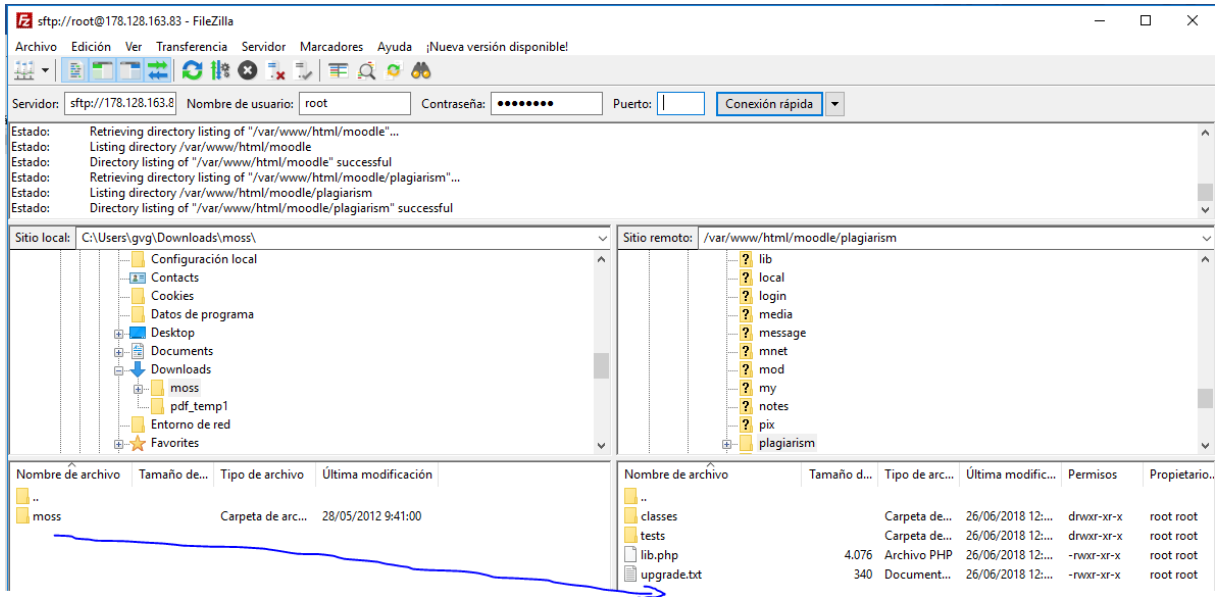 sftp://root@178.128.163.83 - FileZilla
Archivo Edición Ver Transferencia Servidor Marcadores Ayuda ¡Nueva versión disponible!
Servidor: sftp://178.128.163.8 Nombre de usuario: root Contraseña: ●●●●●●●● Puerto: Conexión rápida
Estado: Retrieving directory listing of "/var/www/html/moodle"...
Estado: Listing directory /var/www/html/moodle
Estado: Directory listing of "/var/www/html/moodle" successful
Estado: Retrieving directory listing of "/var/www/html/moodle/plagiarism"...
Estado: Listing directory /var/www/html/moodle/plagiarism
Estado: Directory listing of "/var/www/html/moodle/plagiarism" successful
Sitio local: C:\Users\gvg\Downloads\moss\
Configuración local
Contacts
Cookies
Datos de programa
Desktop
Documents
Downloads
moss
pdf_temp1
Entorno de red
Favorites
Nombre de archivo Tamaño de... Tipo de archivo Última modificación
..
moss Carpeta de arc... 28/05/2012 9:41:00
Sitio remoto: /var/www/html/moodle/plagiarism
? lib
? local
? login
? media
? message
? mnet
? mod
? my
? notes
? pix
plagiarism
Nombre de archivo Tamaño d... Tipo de arc... Última modific... Permisos Propietario..
..
classes Carpeta de... 26/06/2018 12:... drwxr-xr-x root root
tests Carpeta de... 26/06/2018 12:... drwxr-xr-x root root
lib.php 4.076 Archivo PHP 26/06/2018 12:... -rwxr-xr-x root root
upgrade.txt 340 Document... 26/06/2018 12:... -rwxr-xr-x root root